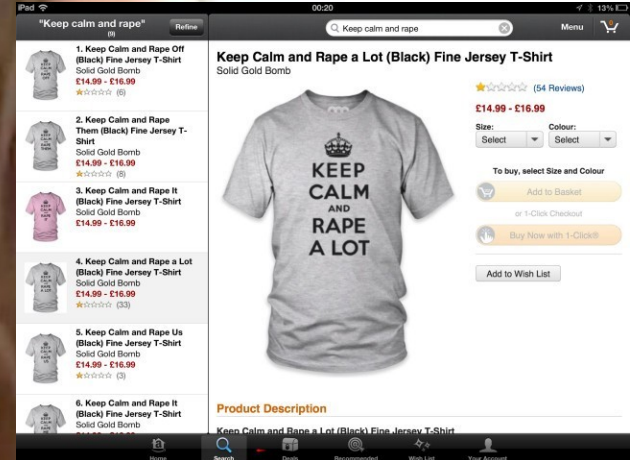 iPad
00:20
13%
"Keep calm and rape"
(9)
Refine
Keep calm and rape
Menu
0
1. Keep Calm and Rape Off
(Black) Fine Jersey T-Shirt
Solid Gold Bomb
£14.99 - £16.99
(6)
2. Keep Calm and Rape
Them (Black) Fine Jersey T-
Shirt
Solid Gold Bomb
£14.99 - £16.99
(8)
3. Keep Calm and Rape It
(Black) Fine Jersey T-Shirt
Solid Gold Bomb
£14.99 - £16.99
4. Keep Calm and Rape a Lot
(Black) Fine Jersey T-Shirt
Solid Gold Bomb
£14.99 - £16.99
(33)
5. Keep Calm and Rape Us
(Black) Fine Jersey T-Shirt
Solid Gold Bomb
£14.99 - £16.99
(3)
6. Keep Calm and Rape It
(Black) Fine Jersey T-Shirt
Solid Gold Bomb
Keep Calm and Rape a Lot (Black) Fine Jersey T-Shirt
Solid Gold Bomb
KEEP
CALM
AND
RAPE
A LOT
(54 Reviews)
£14.99 - £16.99
Size:
Colour:
Select
Select
To buy, select Size and Colour
Add to Basket
or 1-Click Checkout
Buy Now with 1-Click®
Add to Wish List
Product Description
Keep Calm and Rape a Lot (Black) Fine Jersey T-Shirt
Home
Search
Deals
Recommended
Wish List
Your Account